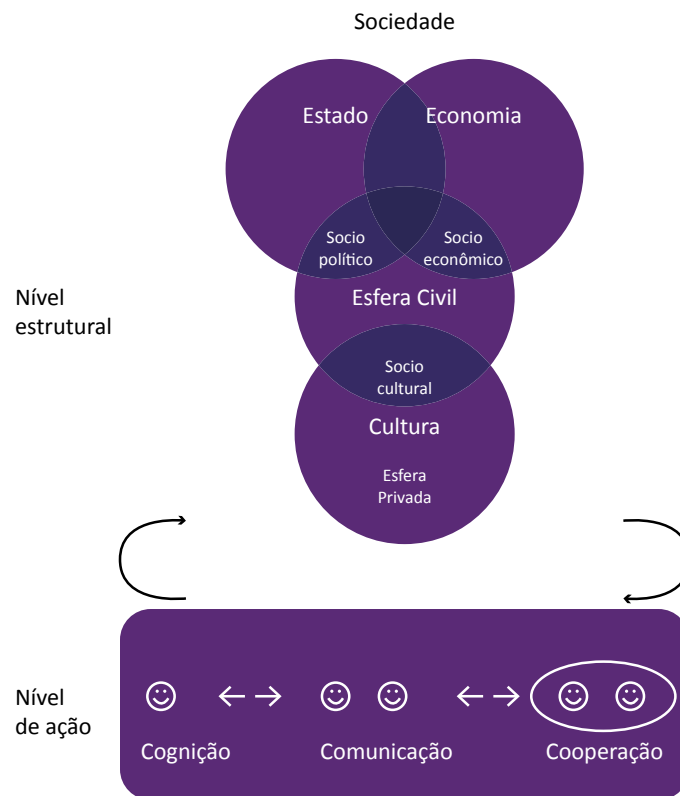 Sociedade
Estado
Economia
Socio
político
Socio
econômico
Nível
estrutural
Esfera Civil
Socio
cultural
Cultura
Esfera
Privada
Nível
de ação
Cognição
Comunicação
Cooperação